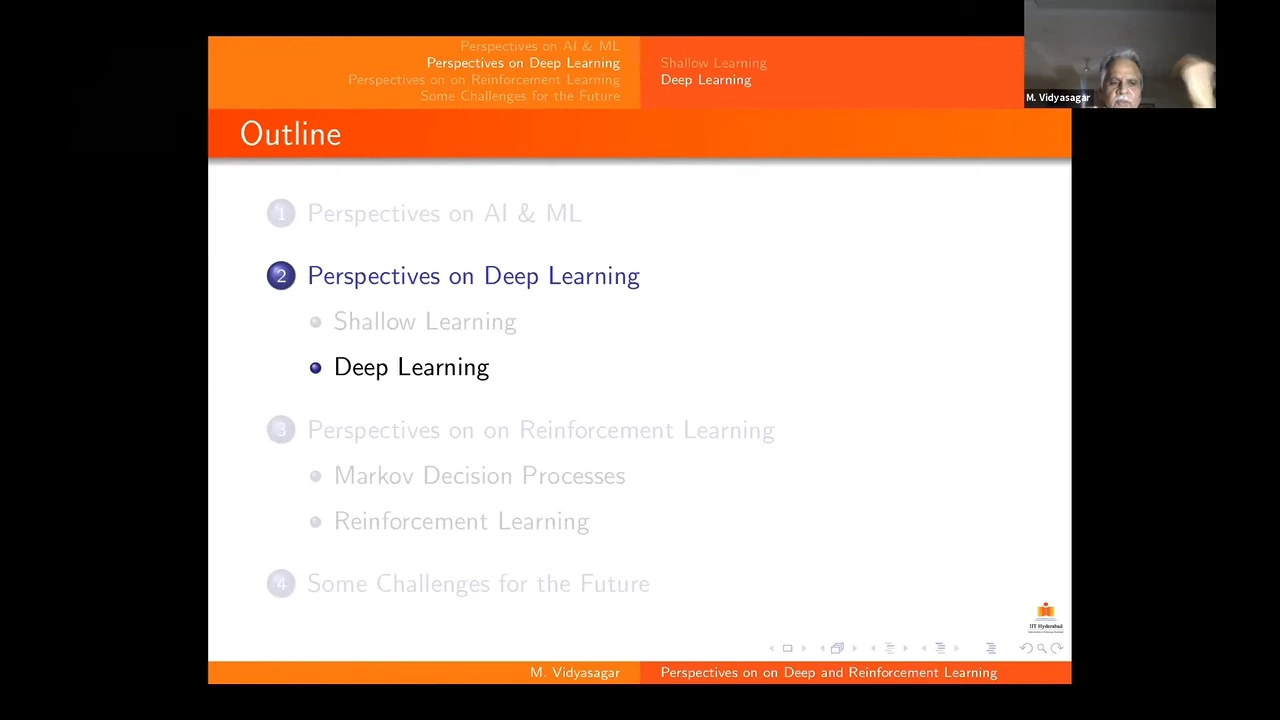 Perspectives on AI & ML
Perspectives on Deep Learning
Perspectives on on Reinforcement Learning
Some Challenges for the Future
Shallow Learning
Deep Learning
M. Vidyasagar
Outline
1 Perspectives on AI & ML
2 Perspectives on Deep Learning
Shallow Learning
Deep Learning
3 Perspectives on on Reinforcement Learning
Markov Decision Processes
Reinforcement Learning
4 Some Challenges for the Future
IIT Hyderabad
M. Vidyasagar
Perspectives on on Deep and Reinforcement Learning